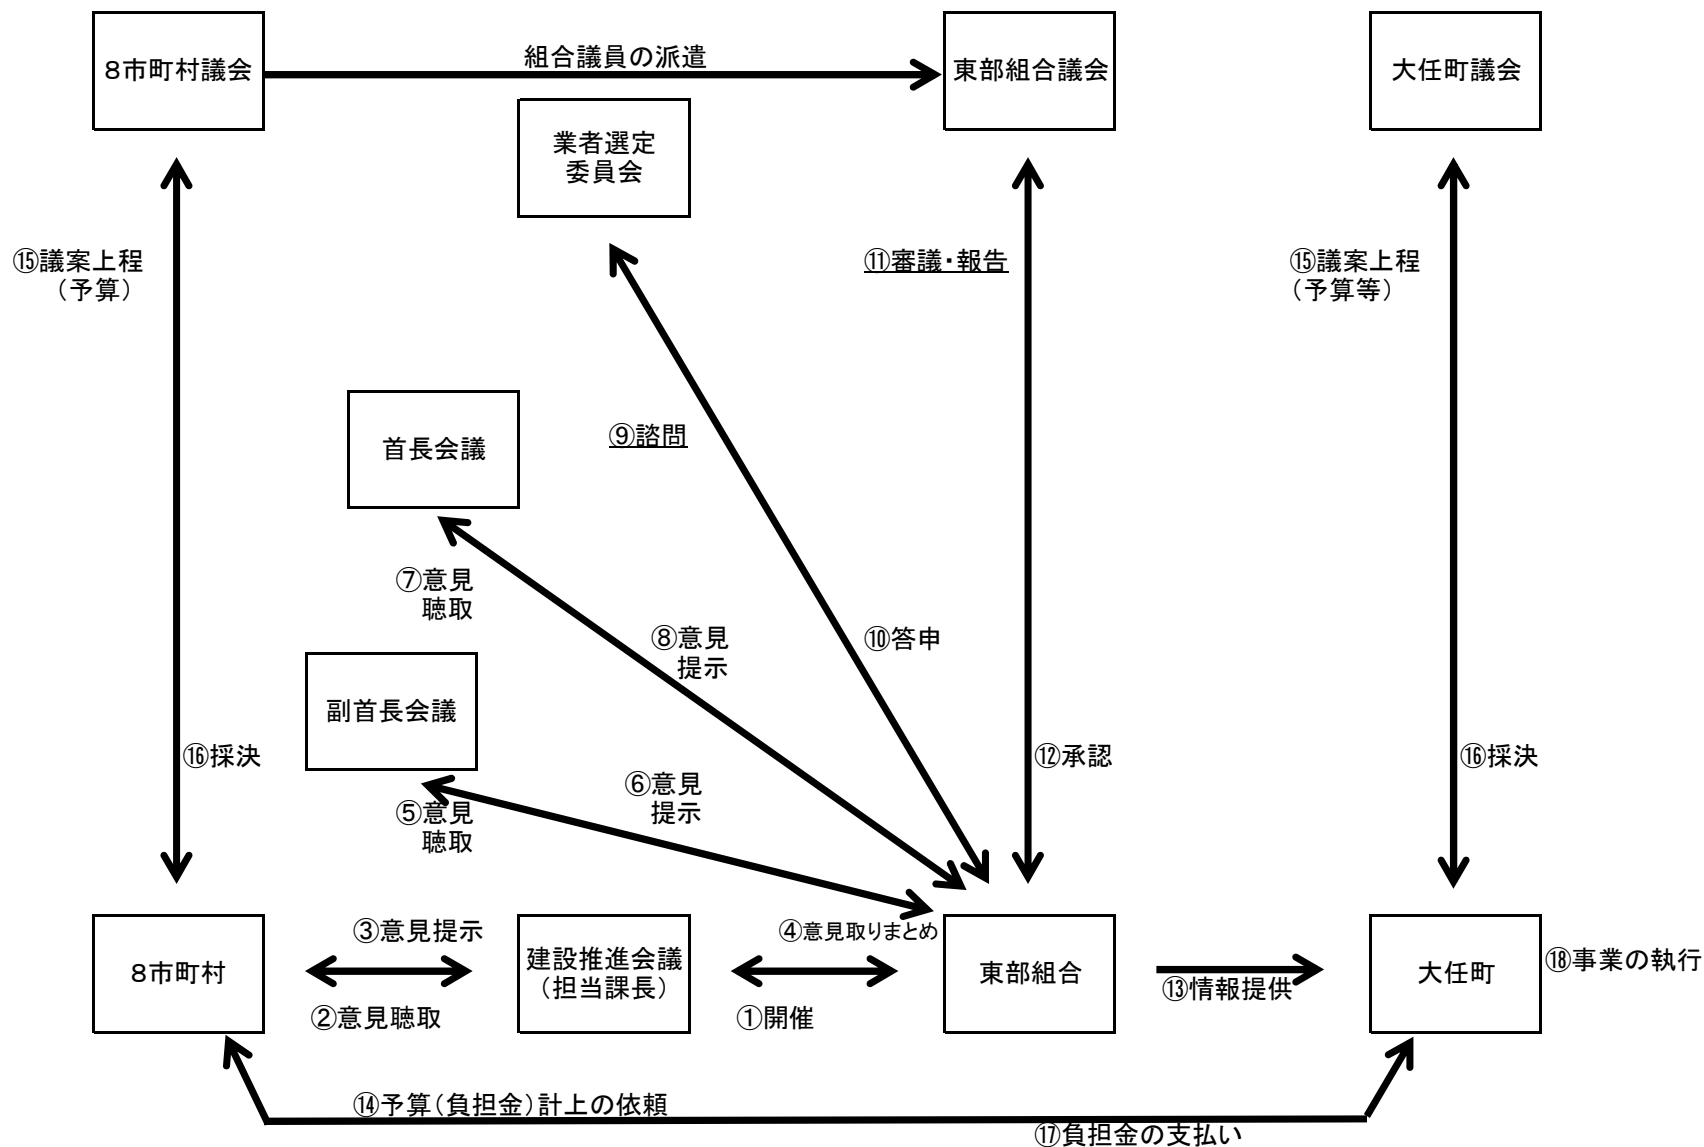 組合議員の派遣
8市町村議会
東部組合議会
大任町議会
業者選定
委員会
⑮議案上程
(予算)
⑪審議・報告
⑮議案上程
(予算等)
⑨諮問
首長会議
⑦意見
聴取
⑧意見
提示
⑩答申
副首長会議
⑯採決
⑫承認
⑯採決
⑥意見
提示
⑤意見
聴取
③意見提示
④意見取りまとめ
8市町村
建設推進会議
(担当課長)
東部組合
大任町
⑱事業の執行
⑬情報提供
②意見聴取
①開催
⑭予算(負担金)計上の依頼
⑰負担金の支払い